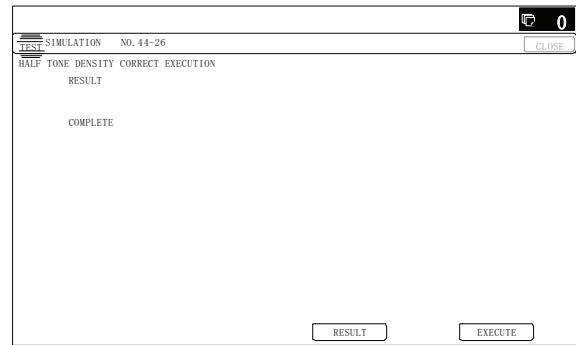 0
TEST SIMULATION NO. 44-26 CLOSE
HALF TONE DENSITY CORRECT EXECUTION
RESULT
COMPLETE
RESULT EXECUTE